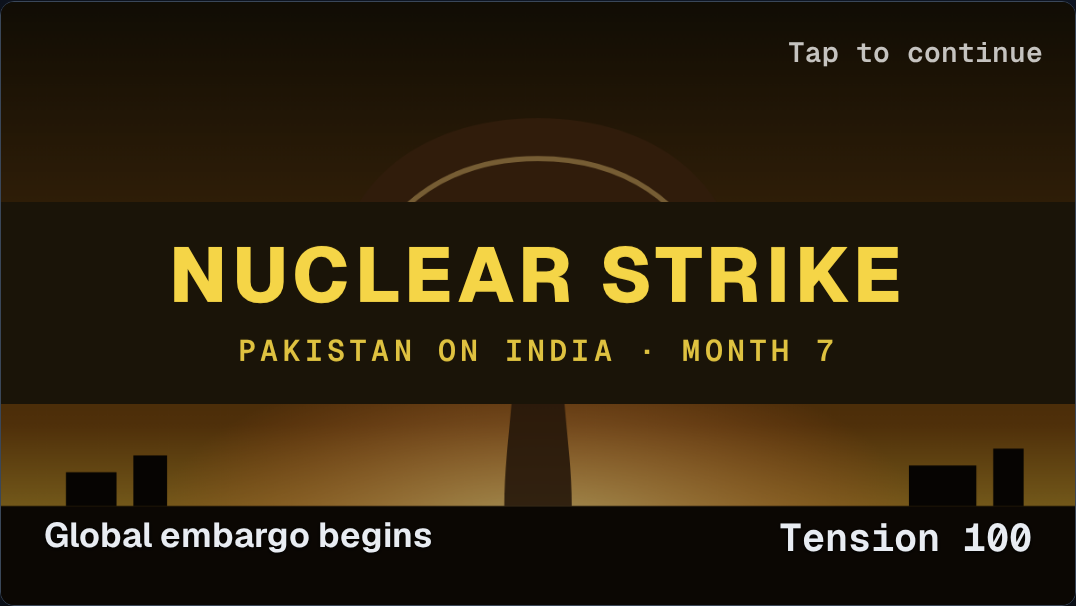 Tap to continue
NUCLEAR STRIKE
PAKISTAN ON INDIA · MONTH 7
Global embargo begins
Tension 100